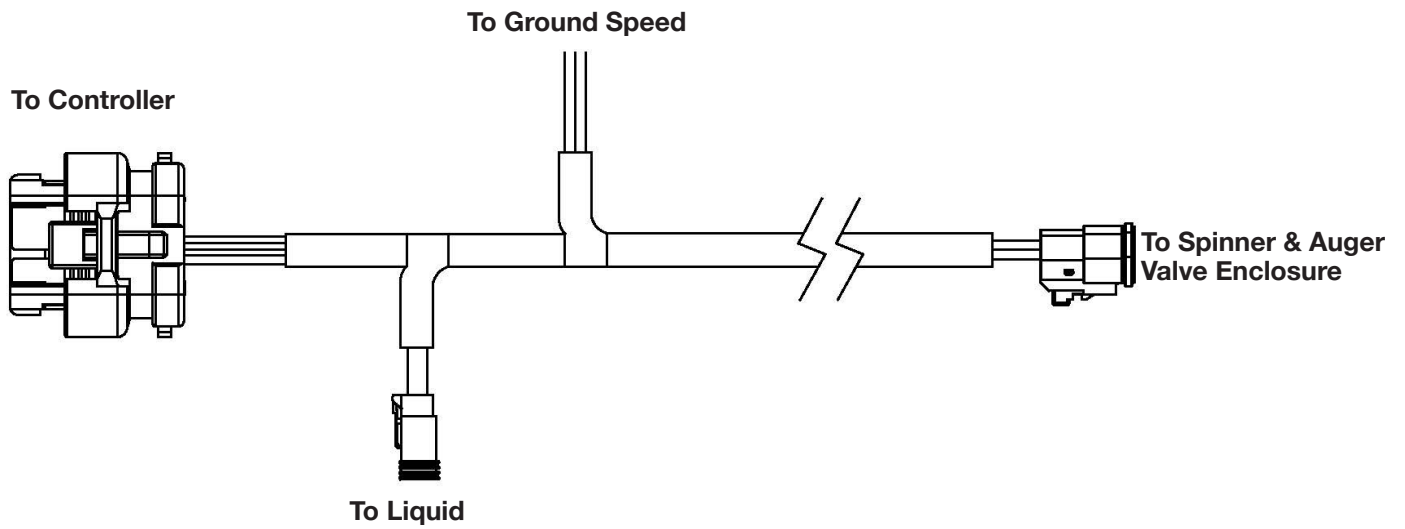 To Ground Speed
To Controller
To Spinner & Auger
Valve Enclosure
To Liquid